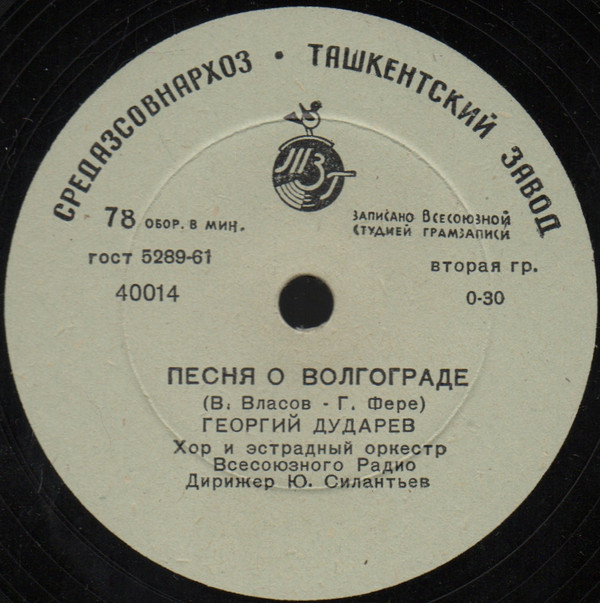 СРЕДАЗСОВНАРХОЗ • ТАШКЕНТСКИЙ ЗАВОД
ТЗГ
78 ОБОР. В МИН.
ЗАПИСАНО ВСЕСОЮЗНОЙ
СТУДИЕЙ ГРАМЗАПИСИ
ГОСТ 5289-61
ВТОРАЯ ГР.
40014
0-30
ПЕСНЯ О ВОЛГОГРАДЕ
(В. Власов - Г. Фере)
ГЕОРГИЙ ДУДАРЕВ
Хор и эстрадный оркестр
Всесоюзного Радио
Дирижер Ю. Силантьев